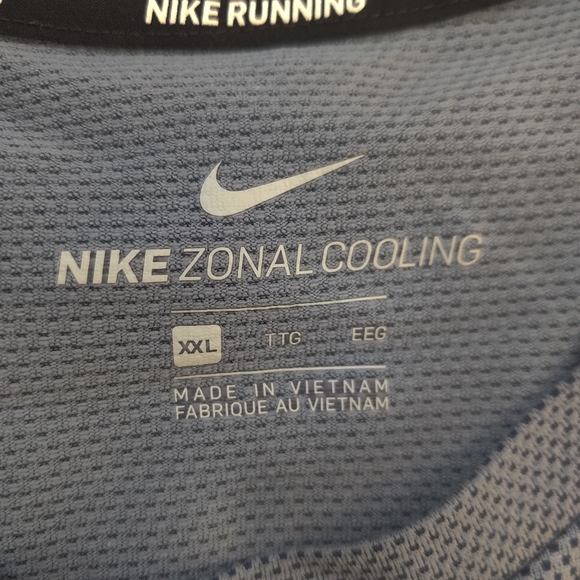 NIKE RUNNING
NIKE ZONAL COOLING
XXL TTG EEG
MADE IN VIETNAM
FABRIQUE AU VIETNAM